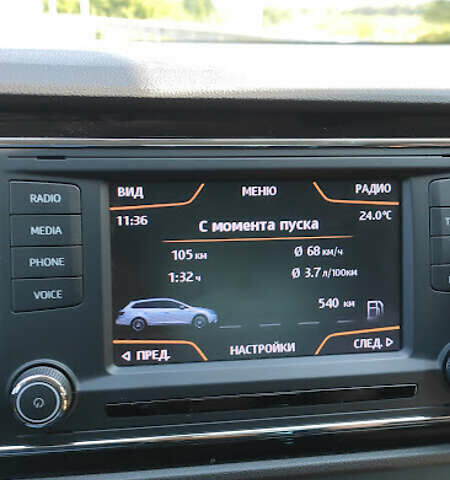 ВИД МЕНЮ РАДИО
RADIO
MEDIA
PHONE
VOICE
11:36 24.0°C
С момента пуска
105 км Ø 68 км/ч
1:32 ч Ø 3.7 л/100км
540 км
◁ ПРЕД. НАСТРОЙКИ СЛЕД. ▷